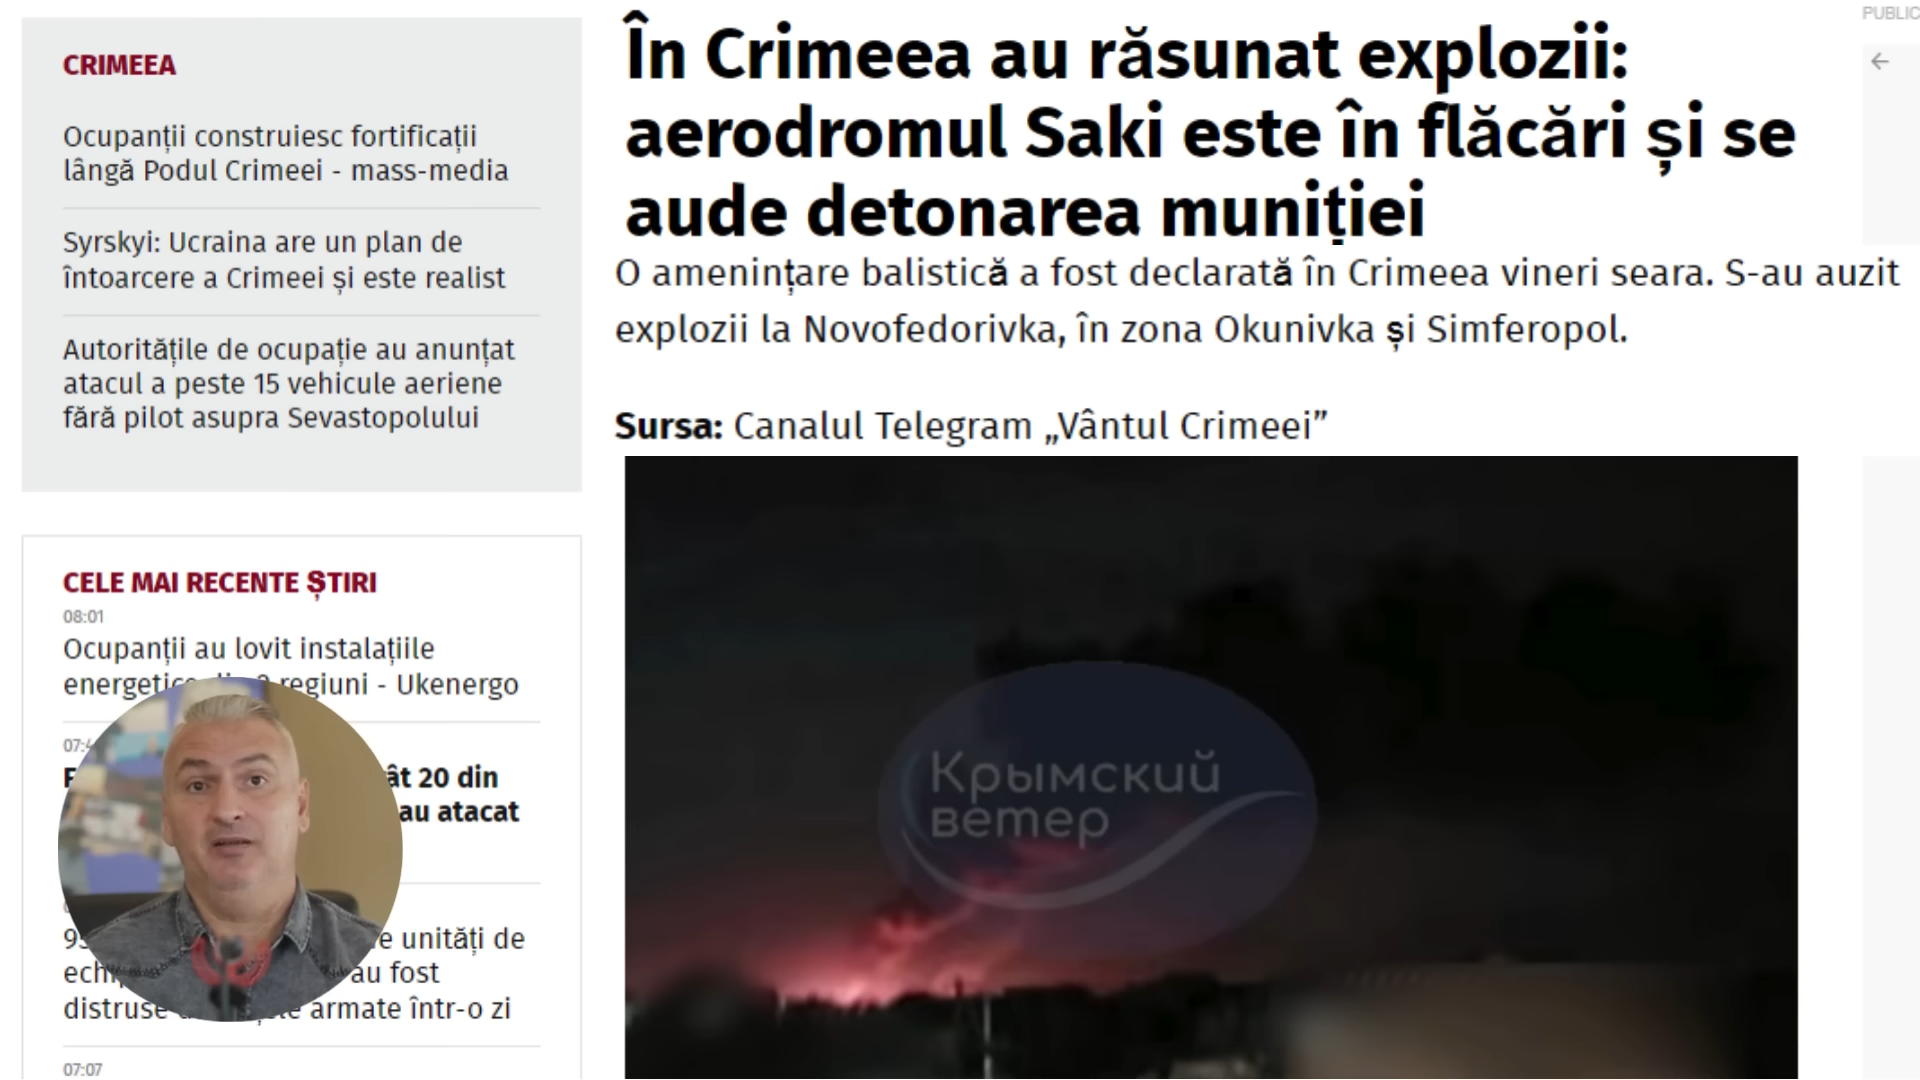 CRIMEEA
Ocupanții construiesc fortificații
lângă Podul Crimeei - mass-media
Syrskyi: Ucraina are un plan de
întoarcere a Crimeei și este realist
Autoritățile de ocupație au anunțat
atacul a peste 15 vehicule aeriene
fără pilot asupra Sevastopolului
CELE MAI RECENTE ȘTIRI
08:01
Ocupanții au lovit instalațiile
regiuni - Ukenergo
20 din
au atacat
unități de
au fost
distruse
armate într-o zi
07:07
În Crimeea au răsunat explozii:
aerodromul Saki este în flăcări și se
aude detonarea muniției
O amenințare balistică a fost declarată în Crimeea vineri seara. S-au auzit
explozii la Novofedorivka, în zona Okunivka și Simferopol.
Sursa: Canalul Telegram „Vântul Crimeei”
Крымский
ветер